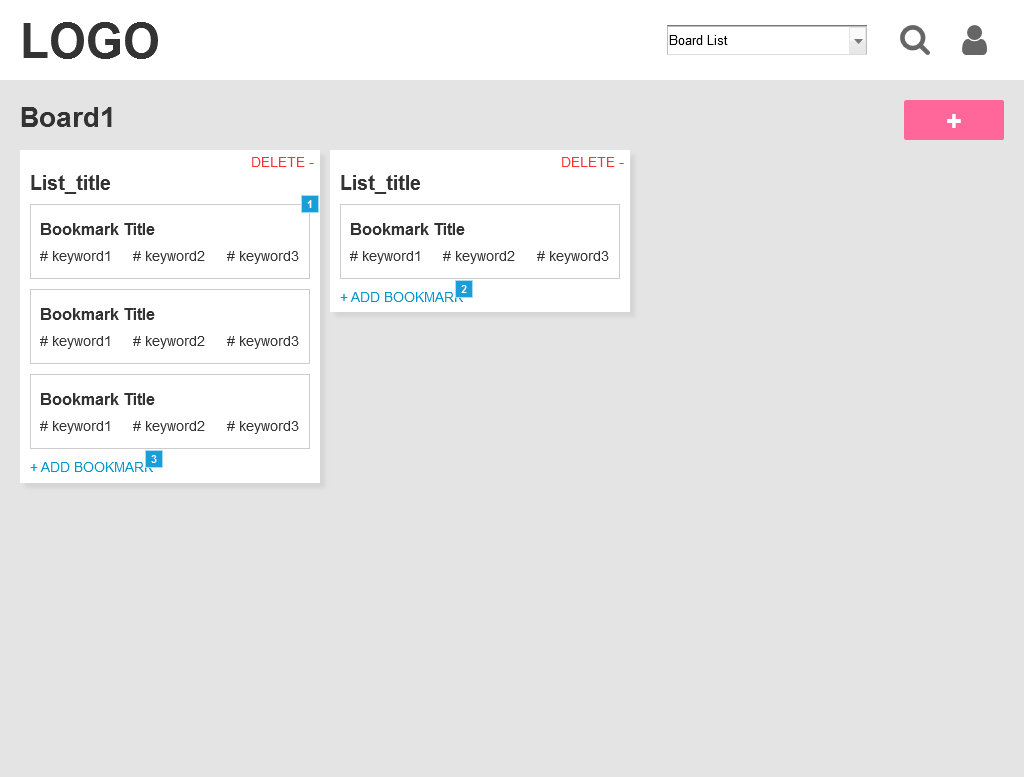 LOGO
Board List
Board1
+
DELETE -
List_title
1
Bookmark Title
# keyword1 # keyword2 # keyword3
Bookmark Title
# keyword1 # keyword2 # keyword3
Bookmark Title
# keyword1 # keyword2 # keyword3
+ ADD BOOKMARK
3
DELETE -
List_title
Bookmark Title
# keyword1 # keyword2 # keyword3
+ ADD BOOKMARK
2